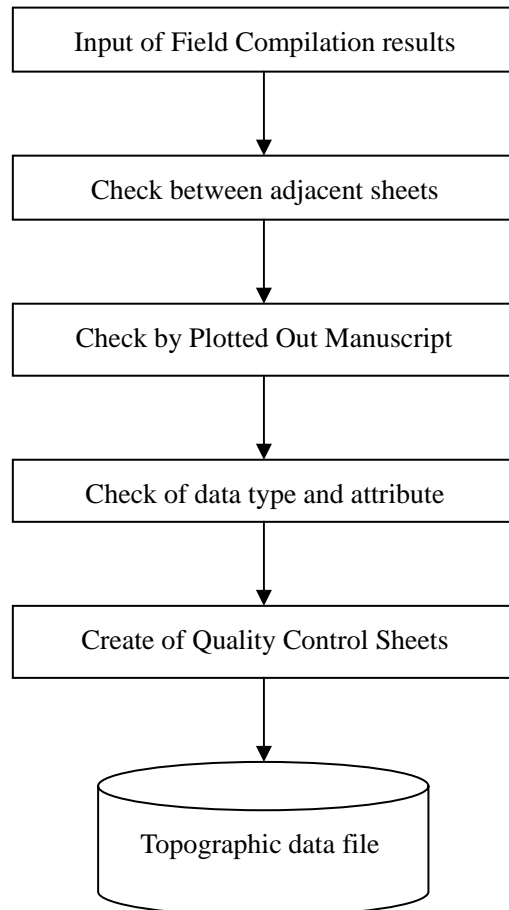 Input of Field Compilation results
Check between adjacent sheets
Check by Plotted Out Manuscript
Check of data type and attribute
Create of Quality Control Sheets
Topographic data file